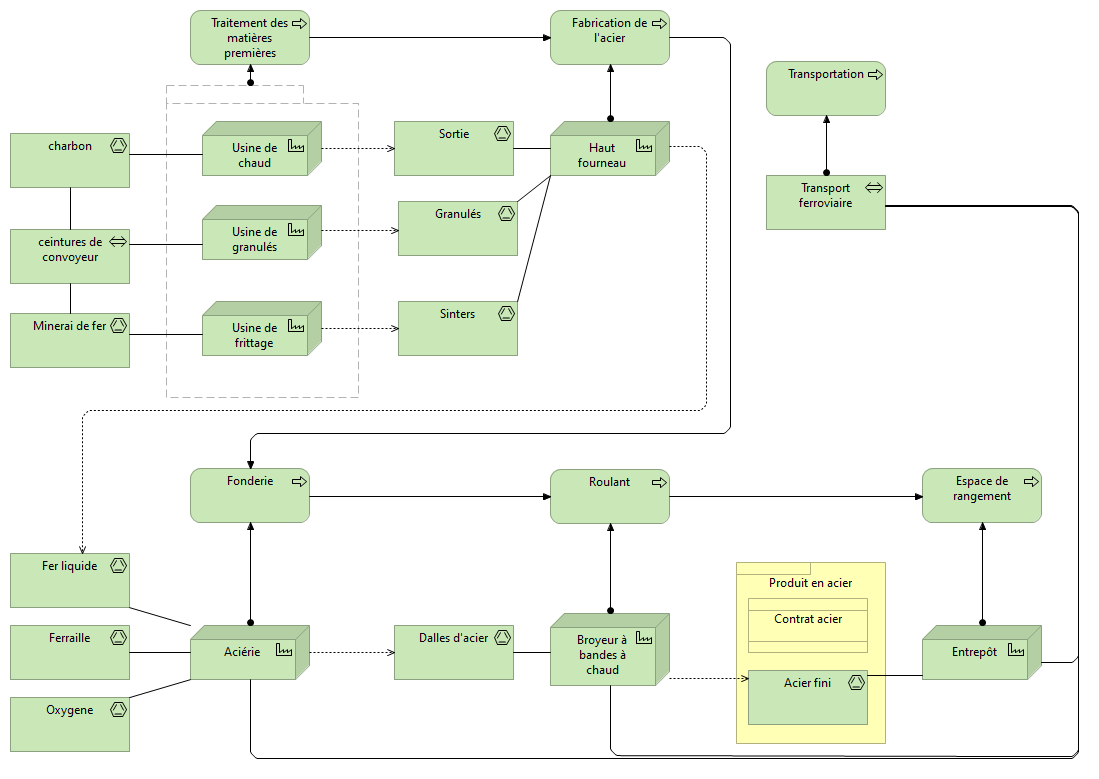 Traitement des
matières
premières
Fabrication de
l'acier
Transportation
charbon
Usine de
chaud
Sortie
Haut
fourneau
Transport
ferroviaire
ceintures de
convoyeur
Usine de
granulés
Granulés
Minerai de fer
Usine de
frittage
Sinters
Fonderie
Roulant
Espace de
rangement
Fer liquide
Ferraille
Oxygene
Aciérie
Dalles d'acier
Broyeur à
bandes à
chaud
Produit en acier
Contrat acier
Acier fini
Entrepôt